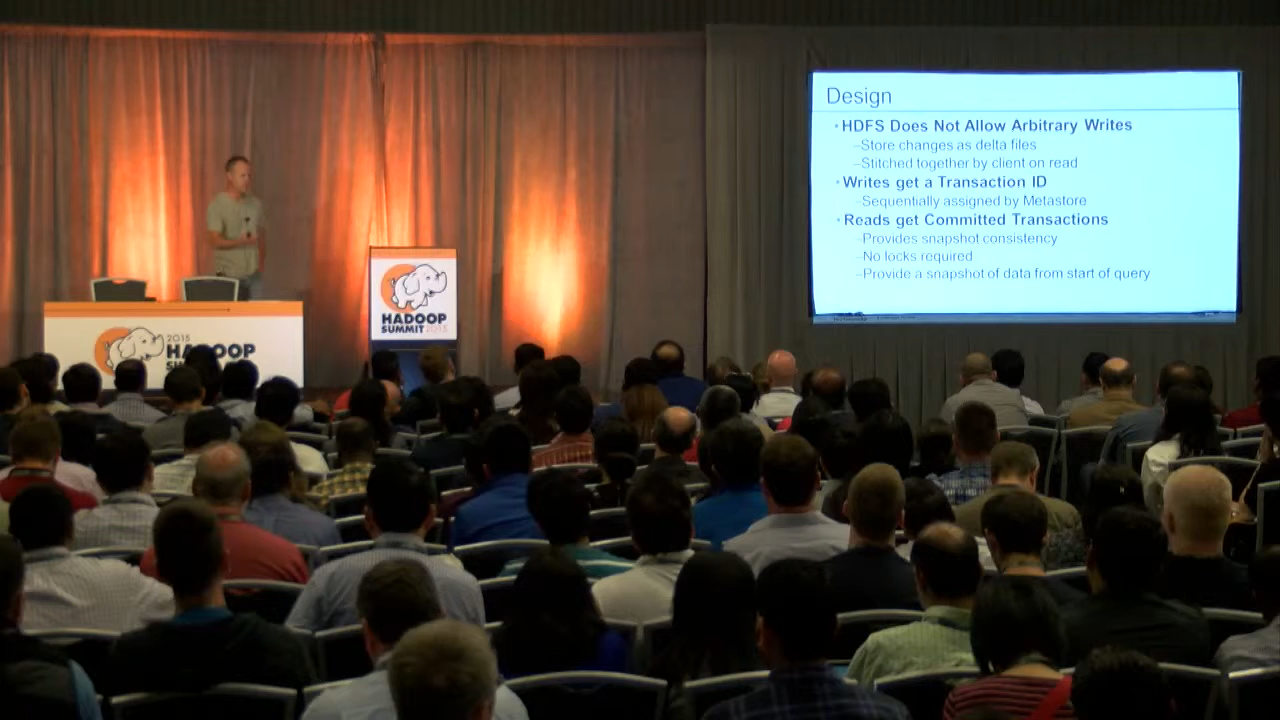 Design
HDFS Does Not Allow Arbitrary Writes
–Store changes as delta files
–Stitched together by client on read
Writes get a Transaction ID
–Sequentially assigned by Metastore
Reads get Committed Transactions
–Provides snapshot consistency
–No locks required
–Provide a snapshot of data from start of query
HADOOP
SUMMIT 2015
2015
HADOOP